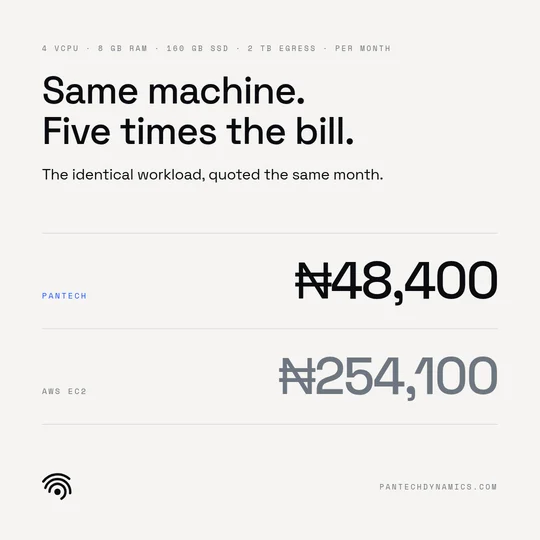 4 VCPU · 8 GB RAM · 160 GB SSD · 2 TB EGRESS · PER MONTH
Same machine.
Five times the bill.
The identical workload, quoted the same month.
PANTECH ₦48,400
AWS EC2 ₦254,100
PANTECHDYNAMICS.COM